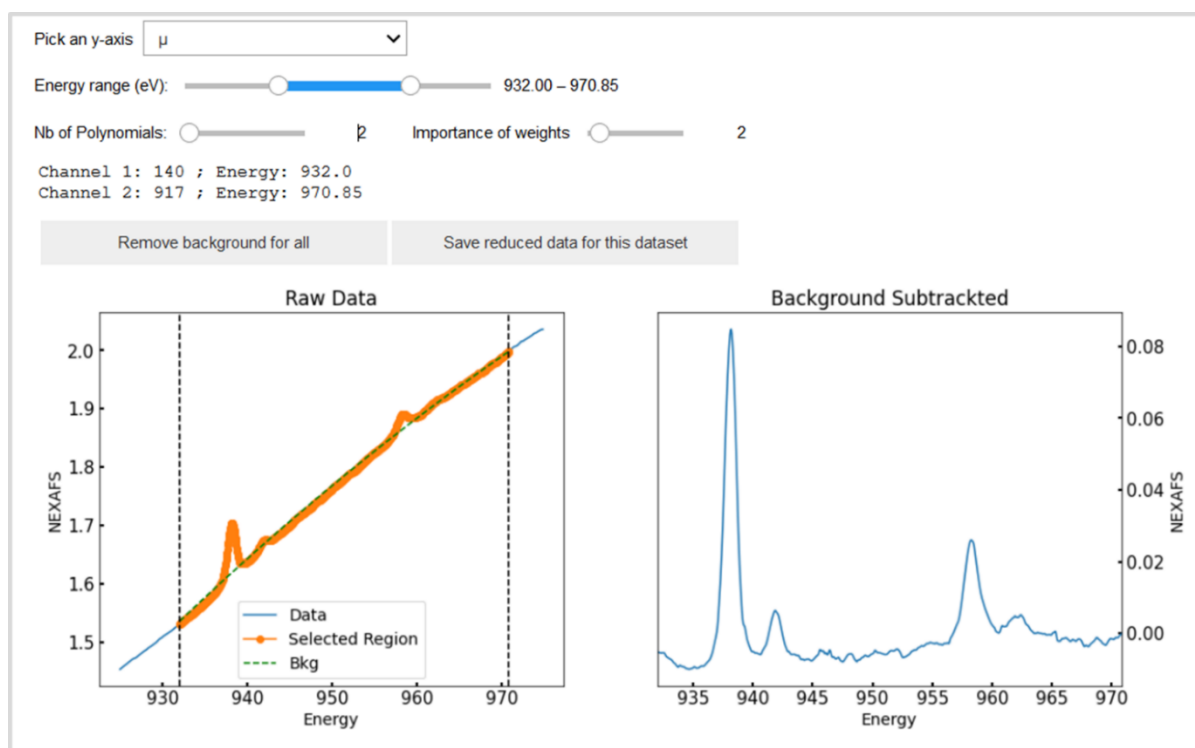 Pick an y-axis μ
Energy range (eV): 932.00 – 970.85
Nb of Polynomials: 2 Importance of weights 2
Channel 1: 140 ; Energy: 932.0
Channel 2: 917 ; Energy: 970.85
Remove background for all Save reduced data for this dataset
Raw Data
2.0
1.9
1.8
1.7
1.6
1.5
NEXAFS
Data
Selected Region
Bkg
930 940 950 960 970
Energy
Background Subtrackted
0.08
0.06
0.04
0.02
0.00
NEXAFS
935 940 945 950 955 960 965 970
Energy